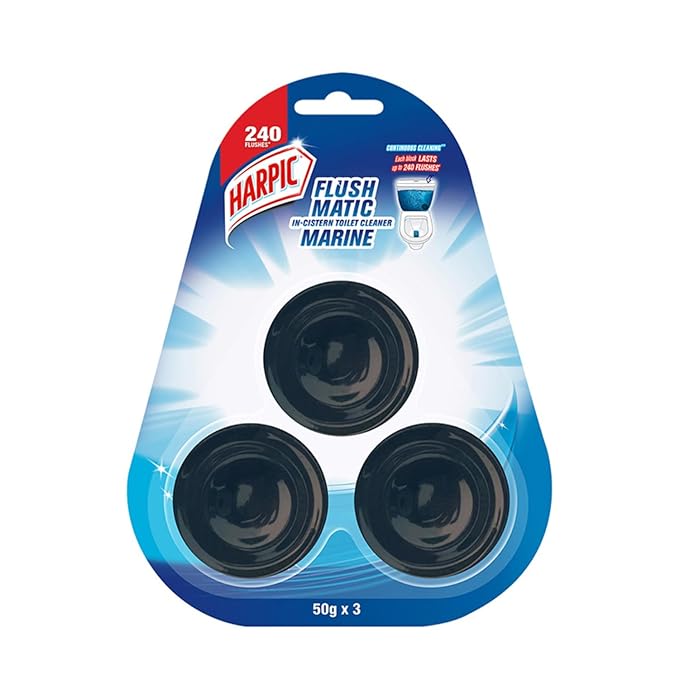 240
FLUSHES*
HARPIC
FLUSH
MATIC
IN-CISTERN TOILET CLEANER
MARINE
CONTINUOUS CLEANING
Each block LASTS
up to 240 FLUSHES*
50g x 3